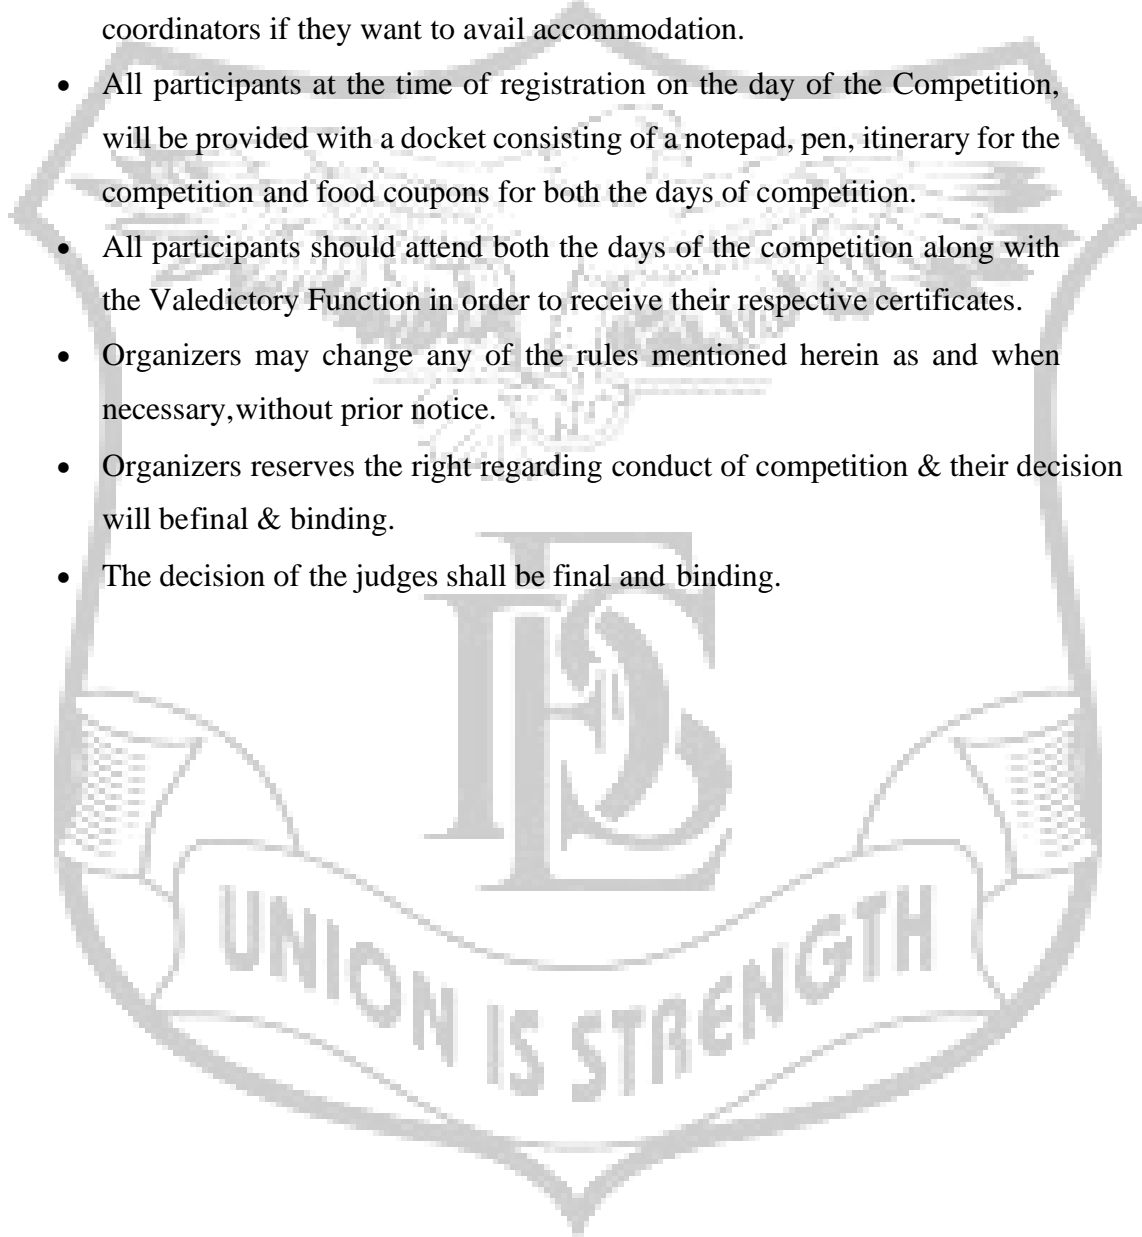 coordinators if they want to avail accommodation.
• All participants at the time of registration on the day of the Competition,
will be provided with a docket consisting of a notepad, pen, itinerary for the
competition and food coupons for both the days of competition.
• All participants should attend both the days of the competition along with
the Valedictory Function in order to receive their respective certificates.
• Organizers may change any of the rules mentioned herein as and when
necessary,without prior notice.
• Organizers reserves the right regarding conduct of competition & their decision
will befinal & binding.
• The decision of the judges shall be final and binding.
DES
UNION IS STRENGTH